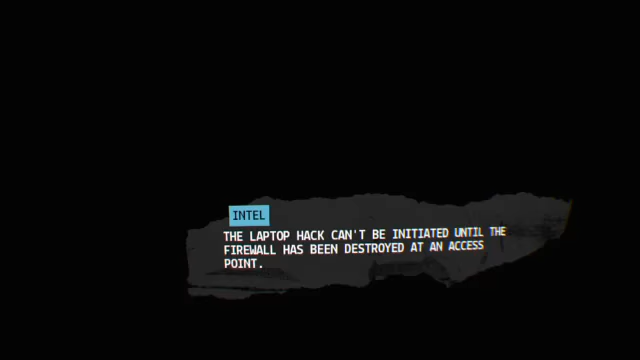 INTEL
THE LAPTOP HACK CAN'T BE INITIATED UNTIL THE
FIREWALL HAS BEEN DESTROYED AT AN ACCESS
POINT.